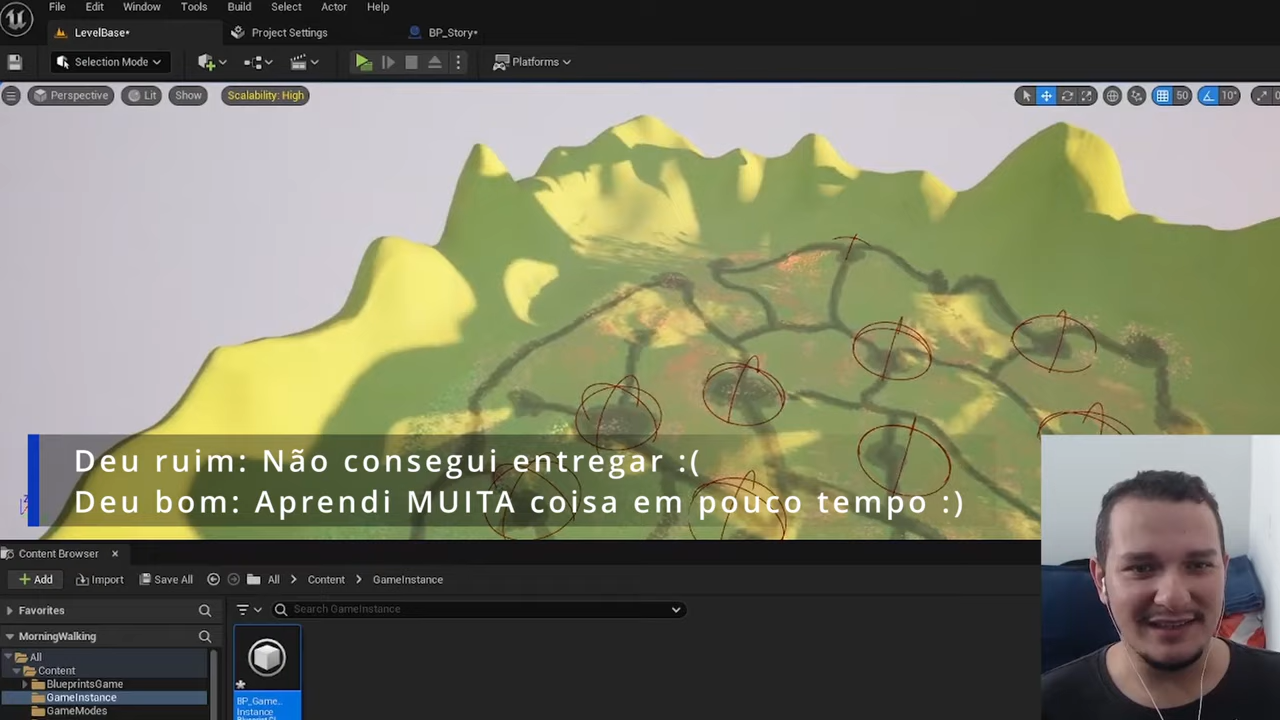 File Edit Window Tools Build Select Actor Help
LevelBase* Project Settings BP_Story*
Selection Mode Platforms
Perspective Lit Show Scalability: High 50 10°
Deu ruim: Não consegui entregar :(
Deu bom: Aprendi MUITA coisa em pouco tempo :)
Content Browser
Add Import Save All All Content GameInstance
Favorites Search GameInstance
MorningWalking
All
Content
BlueprintsGame
GameInstance
GameModes
BP_Game...
Instance